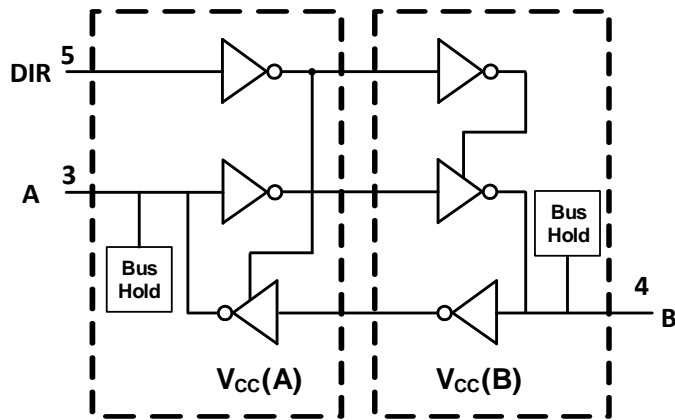 DIR 5
A 3
Bus
Hold
Bus
Hold
4
B
VCC(A) VCC(B)